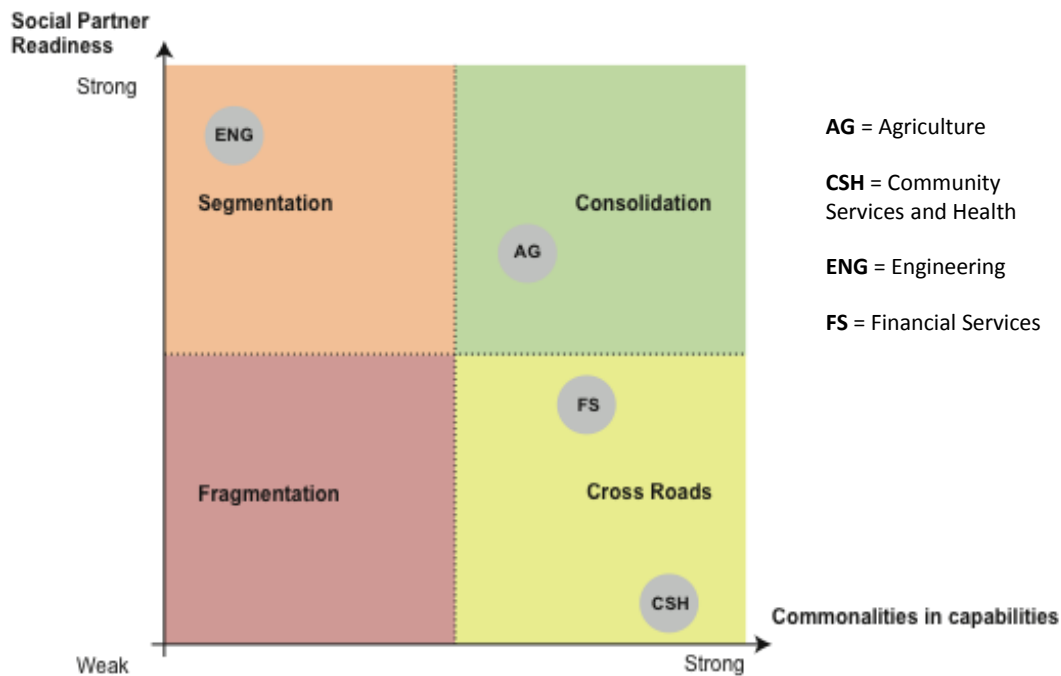 Social Partner
Readiness
Strong
ENG
Segmentation
Consolidation
AG
AG = Agriculture
CSH = Community
Services and Health
ENG = Engineering
FS = Financial Services
FS
Fragmentation
Cross Roads
CSH
Commonalities in capabilities
Weak
Strong